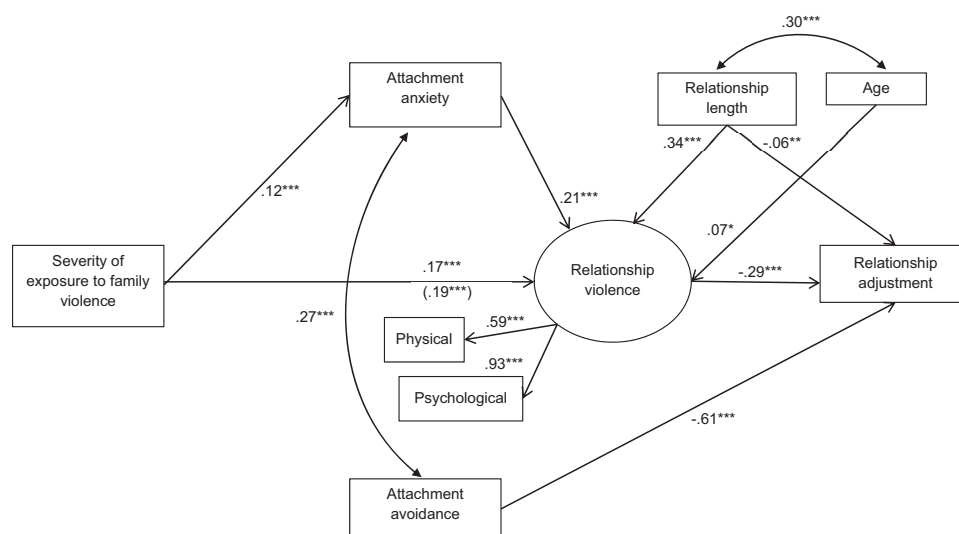 .30***
Attachment
anxiety
Relationship
length
Age
.34***
-.06**
.12***
.21***
.07*
Severity of
exposure to family
violence
.17***
(.19***)
Relationship
violence
-.29***
Relationship
adjustment
.27***
Physical
.59***
.93***
Psychological
-.61***
Attachment
avoidance